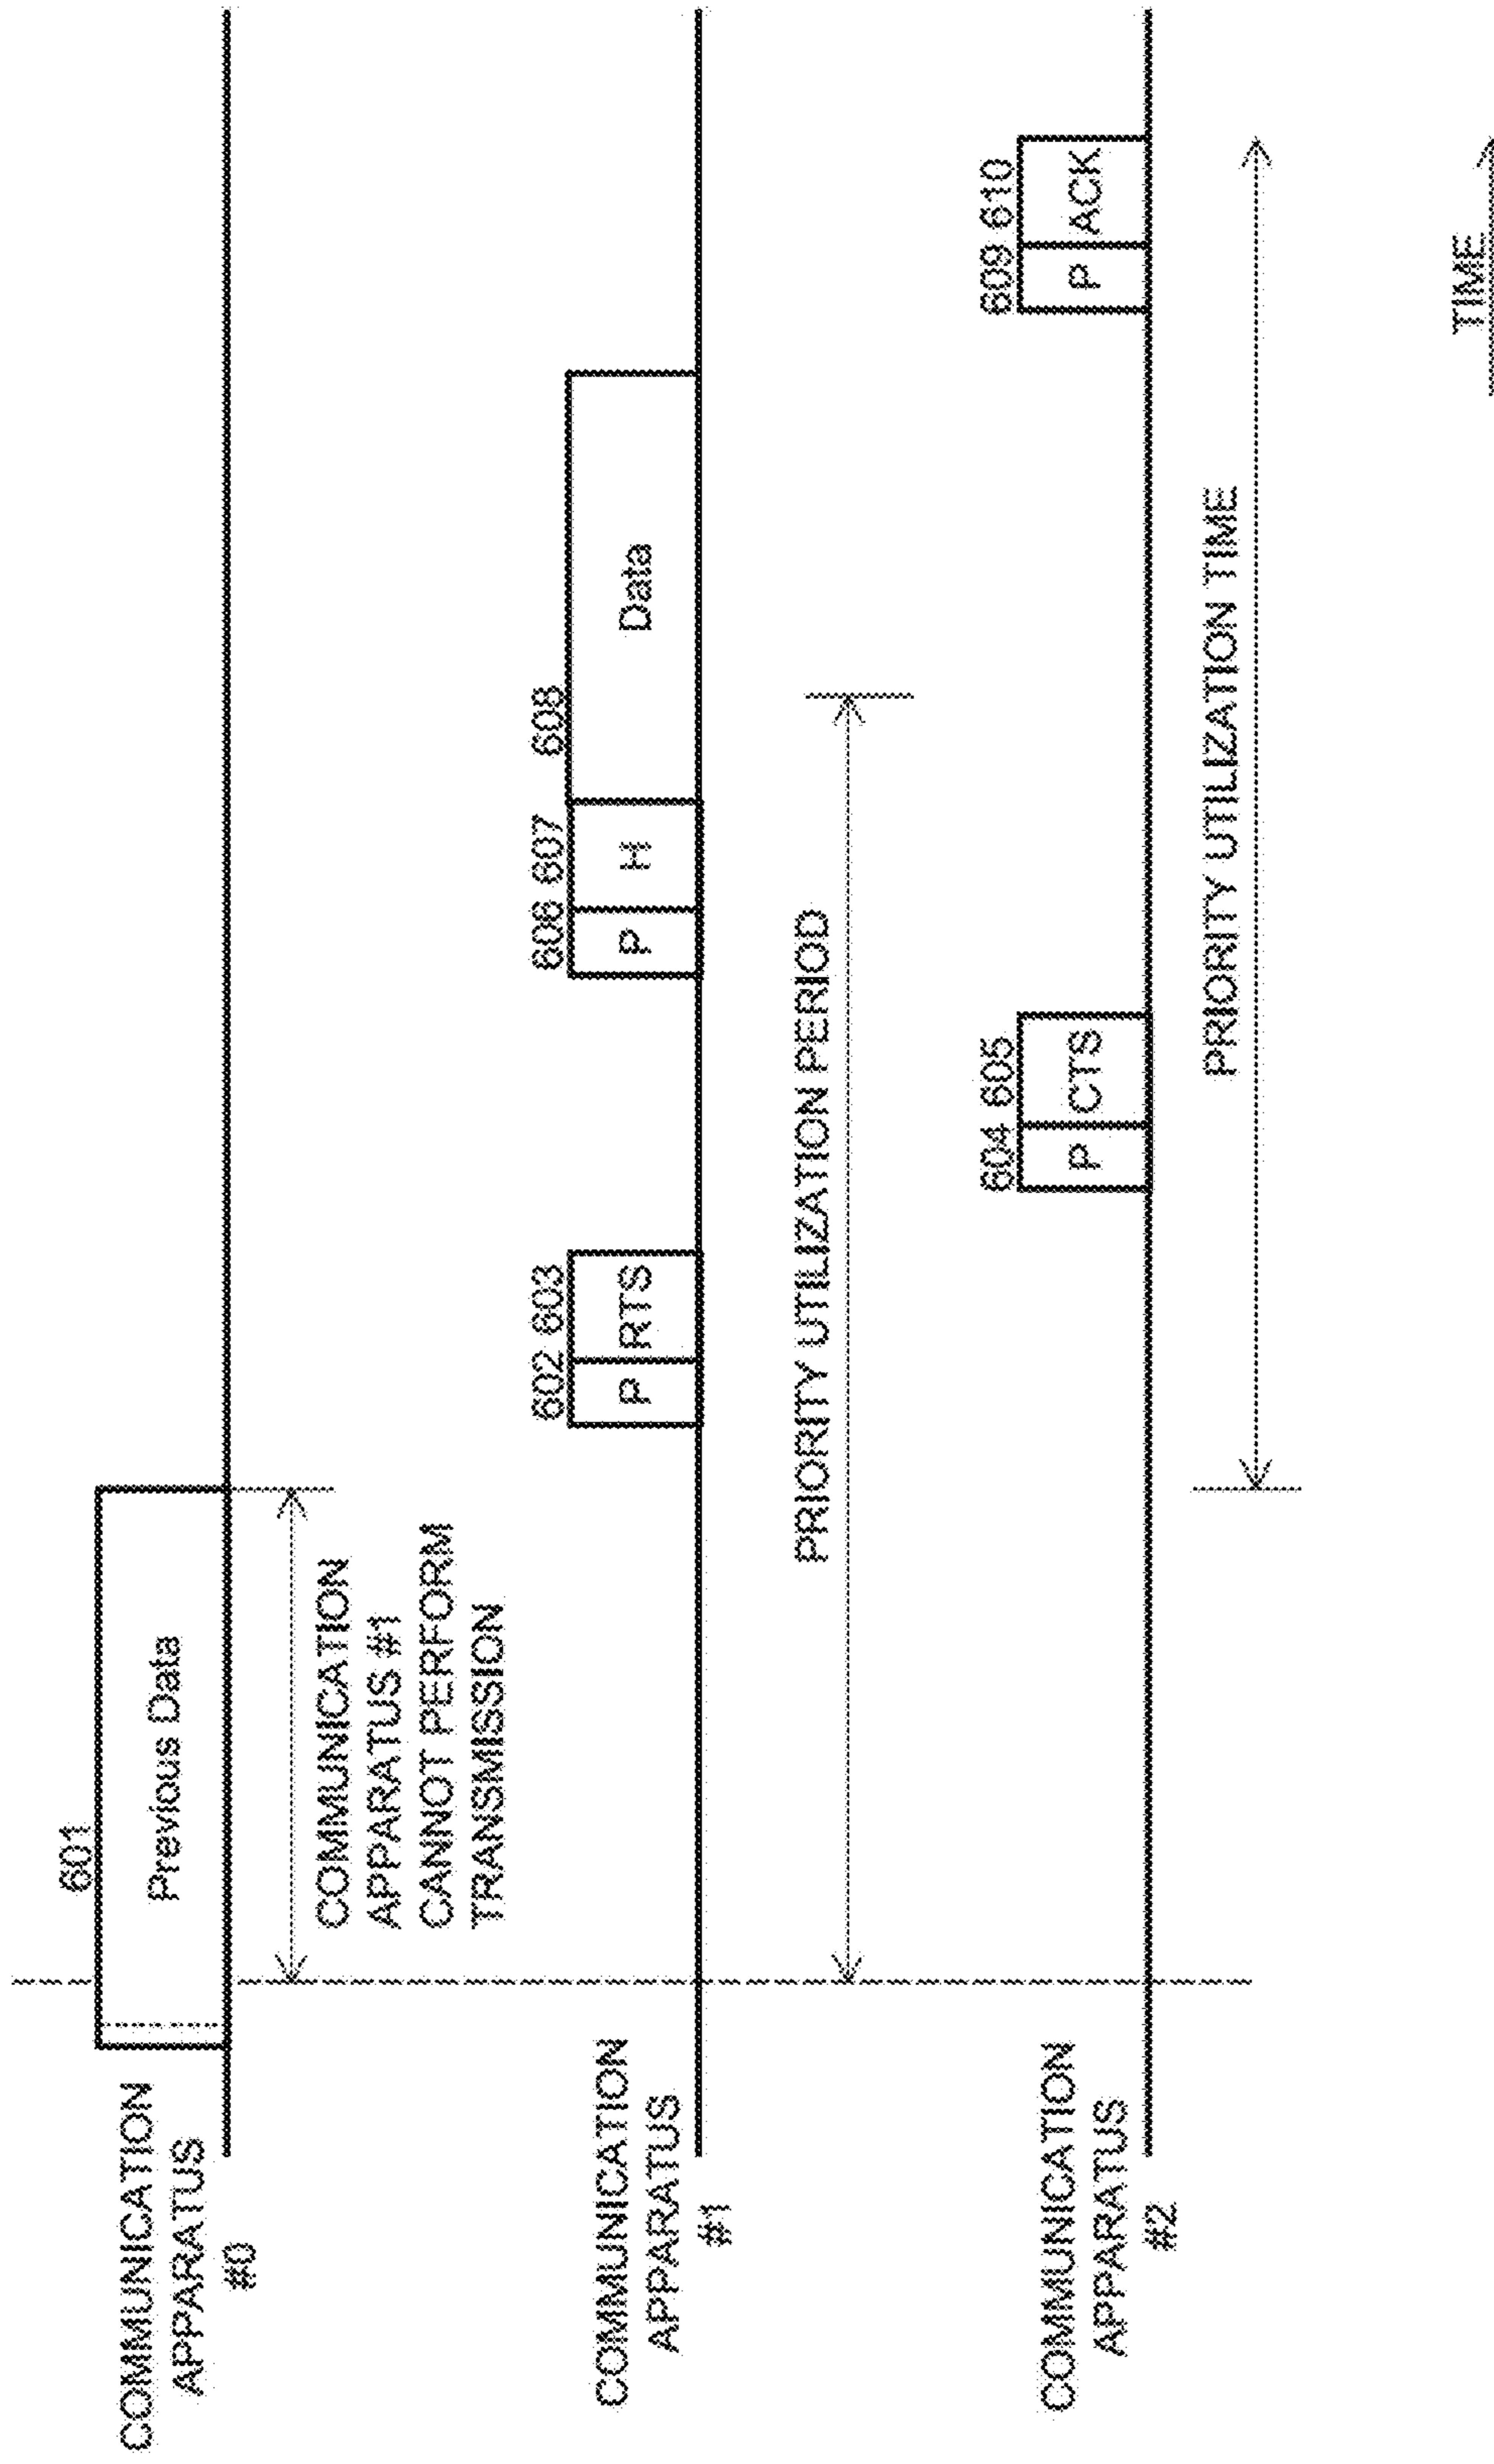 COMMUNICATION
APPARATUS
#0
601
Previous Data
COMMUNICATION
APPARATUS #1
CANNOT PERFORM
TRANSMISSION
COMMUNICATION
APPARATUS
#1
602 603
P RTS
606 607 608
P H Data
PRIORITY UTILIZATION PERIOD
COMMUNICATION
APPARATUS
#2
604 605
P CTS
609 610
P ACK
PRIORITY UTILIZATION TIME
TIME